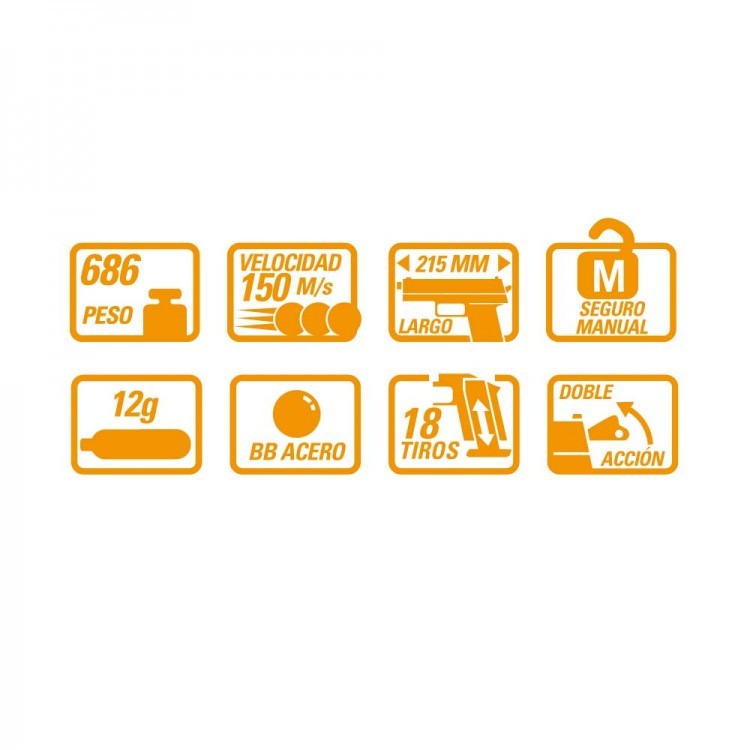 686
PESO
VELOCIDAD
150 M/s
215 MM
LARGO
M
SEGURO
MANUAL
12g
BB ACERO
18
TIROS
DOBLE
ACCIÓN